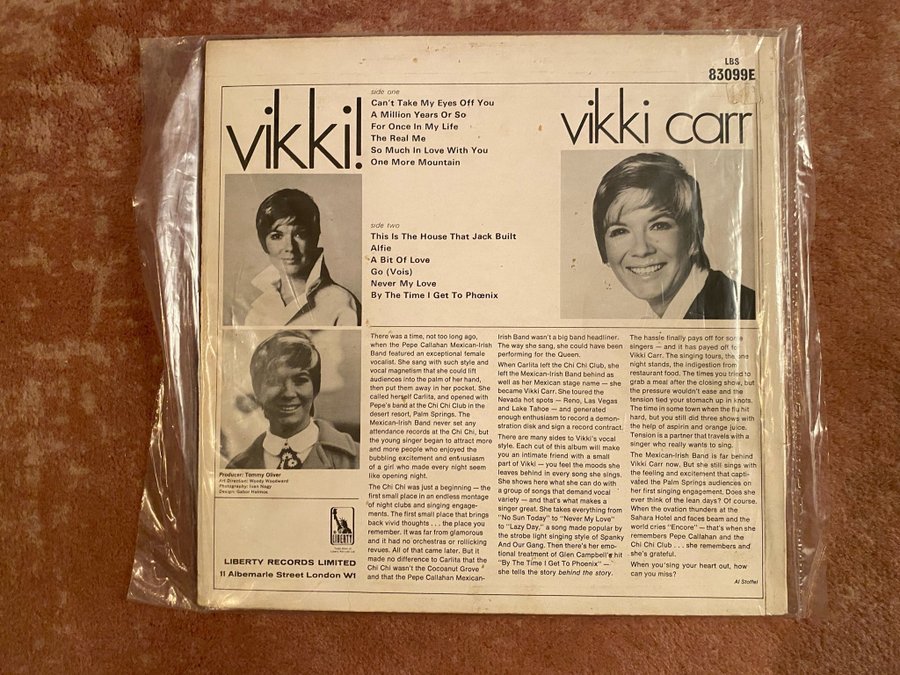 LBS
83099E
vikki!
side one
Can't Take My Eyes Off You
A Million Years Or So
For Once In My Life
The Real Me
So Much In Love With You
One More Mountain
side two
This Is The House That Jack Built
Alfie
A Bit Of Love
Go (Vois)
Never My Love
By The Time I Get To Phœnix
vikki carr
Producer: Tommy Oliver
Art Direction: Woody Woodward
Photography: Ivan Nagy
Design: Gabor Halmos
LIBERTY
LIBERTY RECORDS LIMITED
11 Albemarle Street London W1
There was a time, not too long ago,
when the Pepe Callahan Mexican-Irish
Band featured an exceptional female
vocalist. She sang with such style and
vocal magnetism that she could lift
audiences into the palm of her hand,
then put them away in her pocket. She
called herself Carlita, and opened with
Pepe's band at the Chi Chi Club in the
desert resort, Palm Springs. The
Mexican-Irish Band never set any
attendance records at the Chi Chi, but
the young singer began to attract more
and more people who enjoyed the
bubbling excitement and enthusiasm
of a girl who made every night seem
like opening night.
The Chi Chi was just a beginning — the
first small place in an endless montage
of night clubs and singing engage-
ments. The first small place that brings
back vivid thoughts . . . the place you
remember. It was far from glamorous
and it had no orchestras or rollicking
revues. All of that came later. But it
made no difference to Carlita that the
Chi Chi wasn't the Cocoanut Grove
and that the Pepe Callahan Mexican-
Irish Band wasn't a big band headliner.
The way she sang, she could have been
performing for the Queen.
When Carlita left the Chi Chi Club, she
left the Mexican-Irish Band behind as
well as her Mexican stage name — she
became Vikki Carr. She toured the
Nevada hot spots — Reno, Las Vegas
and Lake Tahoe — and generated
enough enthusiasm to record a demon-
stration disk and sign a record contract.
There are many sides to Vikki's vocal
style. Each cut of this album will make
you an intimate friend with a small
part of Vikki — you feel the moods she
leaves behind in every song she sings.
She shows here what she can do with
a group of songs that demand vocal
variety — and that's what makes a
singer great. She takes everything from
"No Sun Today" to "Never My Love"
to "Lazy Day," a song made popular by
the strobe light singing style of Spanky
And Our Gang. Then there's her emo-
tional treatment of Glen Campbell's hit
"By The Time I Get To Phoenix" —
she tells the story behind the story.
The hassle finally pays off for some
singers — and it has payed off for
Vikki Carr. The singing tours, the one
night stands, the indigestion from
restaurant food. The times you tried to
grab a meal after the closing show, but
the pressure wouldn't ease and the
tension tied your stomach up in knots.
The time in some town when the flu hit
hard, but you still did three shows with
the help of aspirin and orange juice.
Tension is a partner that travels with a
singer who really wants to sing.
The Mexican-Irish Band is far behind
Vikki Carr now. But she still sings with
the feeling and excitement that capti-
vated the Palm Springs audiences on
her first singing engagement. Does she
ever think of the lean days? Of course.
When the ovation thunders at the
Sahara Hotel and faces beam and the
world cries "Encore" — that's when she
remembers Pepe Callahan and the
Chi Chi Club . . . she remembers and
she's grateful.
When you sing your heart out, how
can you miss?
Al Stoffel